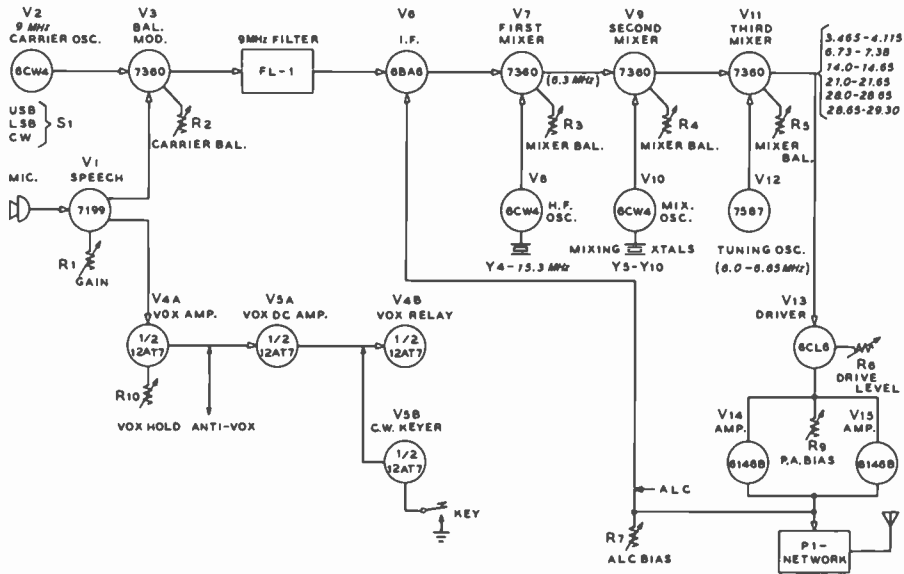 V2
9 MHz
CARRIER OSC.
6CW4
USB
LSB
CW
S1
V3
BAL.
MOD.
7360
R2
CARRIER BAL.
9MHz FILTER
FL-1
V6
I.F.
6BA6
V7
FIRST
MIXER
7360
(6.3 MHz)
R3
MIXER BAL.
V9
SECOND
MIXER
7360
R4
MIXER BAL.
V11
THIRD
MIXER
7360
R5
MIXER
BAL.
3.465-4.115
6.73-7.38
14.0-14.65
21.0-21.65
28.0-28.65
28.65-29.30
MIC.
V1
SPEECH
7199
R1
GAIN
V8
6CW4
H.F.
OSC.
Y4-15.3 MHz
V10
6CW4
MIX.
OSC.
MIXING XTALS
Y5-Y10
V12
7587
TUNING OSC.
(6.0-6.65MHz)
V4A
VOX AMP.
1/2
12AT7
R10
VOX HOLD ANTI-VOX
V5A
VOX DC AMP.
1/2
12AT7
V4B
VOX RELAY
1/2
12AT7
V5B
C.W. KEYER
1/2
12AT7
KEY
V13
DRIVER
6CL6
R6
DRIVE
LEVEL
V14
AMP.
6146B
R9
P.A. BIAS
V15
AMP.
6146B
ALC
R7
ALC BIAS
P1-
NETWORK